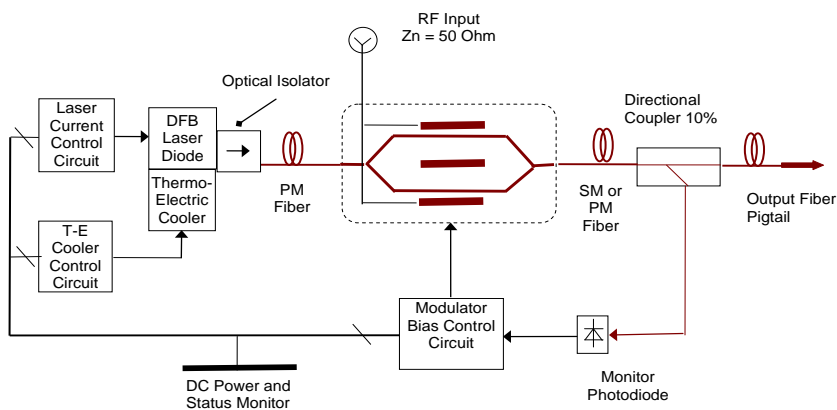 RF Input
Zn = 50 Ohm
Optical Isolator
Laser
Current
Control
Circuit
DFB
Laser
Diode
Directional
Coupler 10%
Thermo-
Electric
Cooler
PM
Fiber
SM or
PM
Fiber
Output Fiber
Pigtail
T-E
Cooler
Control
Circuit
Modulator
Bias Control
Circuit
Monitor
Photodiode
DC Power and
Status Monitor